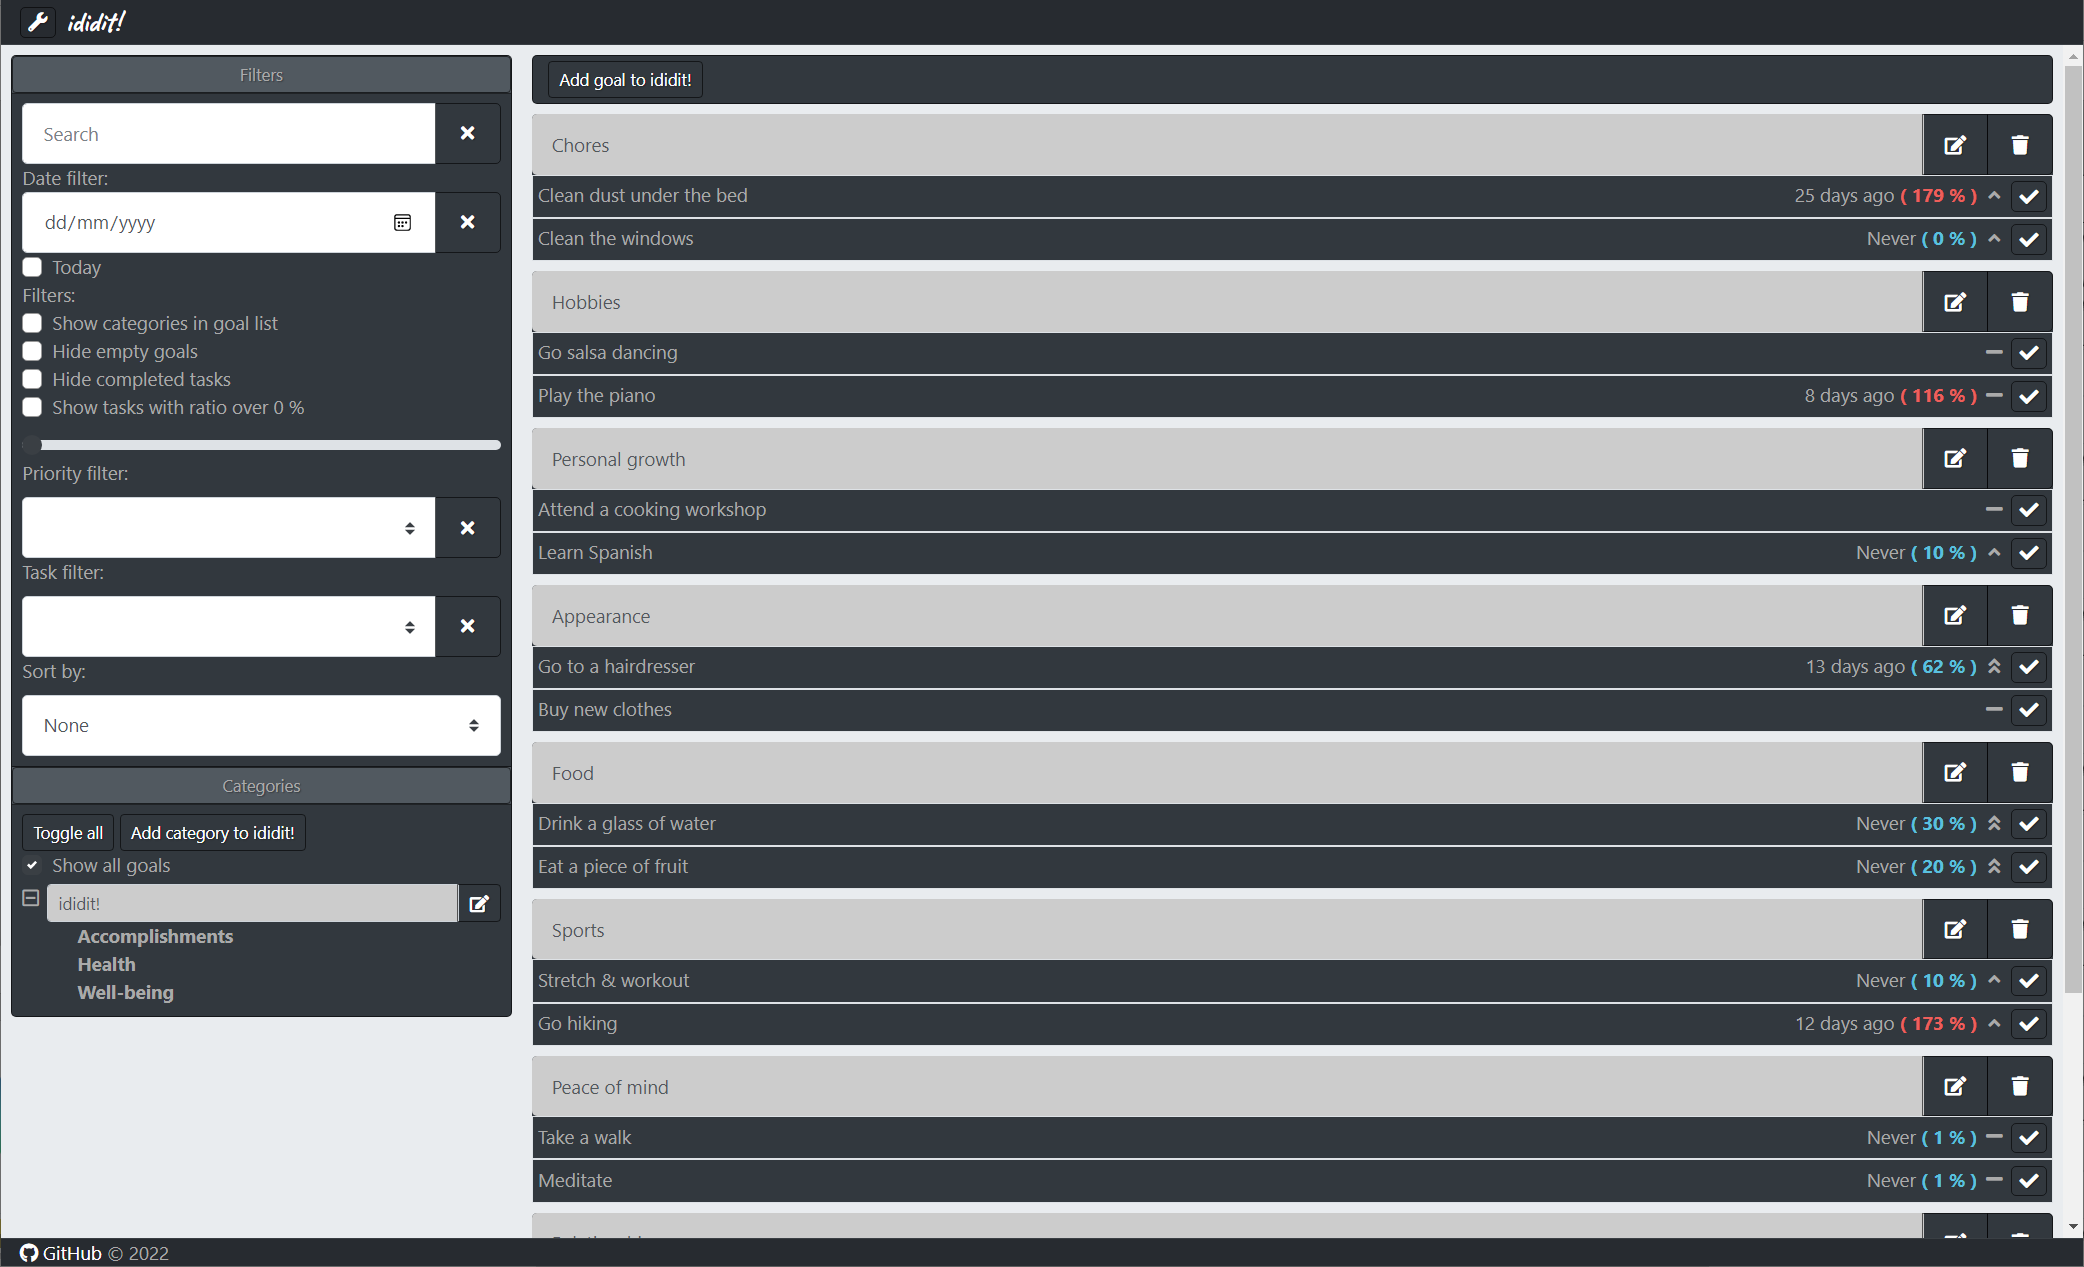 ididit!
Filters
Search
Date filter:
dd/mm/yyyy
Today
Filters:
Show categories in goal list
Hide empty goals
Hide completed tasks
Show tasks with ratio over 0 %
Priority filter:
Task filter:
Sort by:
None
Categories
Toggle all Add category to ididit!
Show all goals
ididit!
Accomplishments
Health
Well-being
Add goal to ididit!
Chores
Clean dust under the bed 25 days ago ( 179 % )
Clean the windows Never ( 0 % )
Hobbies
Go salsa dancing
Play the piano 8 days ago ( 116 % )
Personal growth
Attend a cooking workshop
Learn Spanish Never ( 10 % )
Appearance
Go to a hairdresser 13 days ago ( 62 % )
Buy new clothes
Food
Drink a glass of water Never ( 30 % )
Eat a piece of fruit Never ( 20 % )
Sports
Stretch & workout Never ( 10 % )
Go hiking 12 days ago ( 173 % )
Peace of mind
Take a walk Never ( 1 % )
Meditate Never ( 1 % )
GitHub © 2022